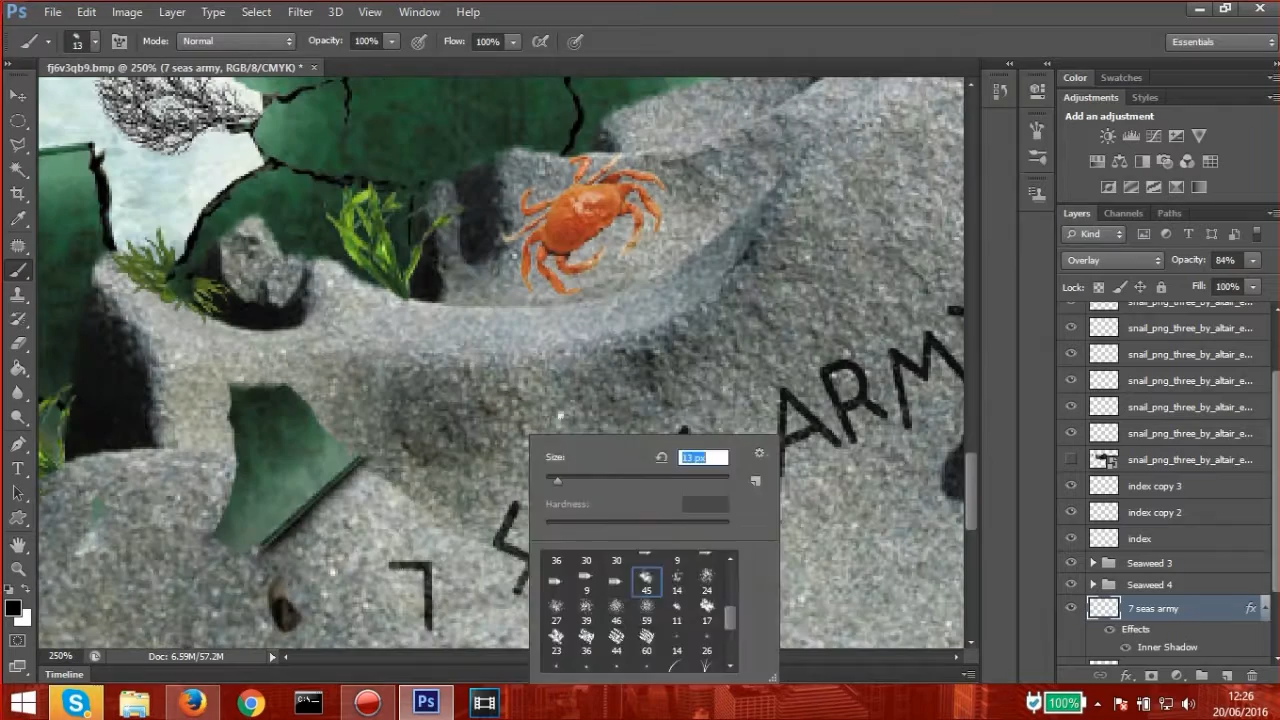 Ps File Edit Image Layer Type Select Filter 3D View Window Help
13 Mode: Normal Opacity: 100% Flow: 100% Essentials
fj6v3qb9.bmp @ 250% (7 seas army, RGB/8/CMYK) * ×
Color Swatches
Adjustments Styles
Add an adjustment
Layers Channels Paths
Kind
Overlay Opacity: 84%
Lock: Fill: 100%
snail_png_three_by_altair_e...
snail_png_three_by_altair_e...
snail_png_three_by_altair_e...
snail_png_three_by_altair_e...
snail_png_three_by_altair_e...
snail_png_three_by_altair_e...
snail_png_three_by_altair_e...
index copy 3
index copy 2
index
Seaweed 3
Seaweed 4
7 seas army fx
Effects
Inner Shadow
7 S ARM
Size: 13 px
Hardness:
36 30 30 9
9 45 14 24
27 39 46 59 11 17
23 36 44 60 14 26
250% Doc: 6.59M/57.2M
Timeline
100% 12:26
20/06/2016